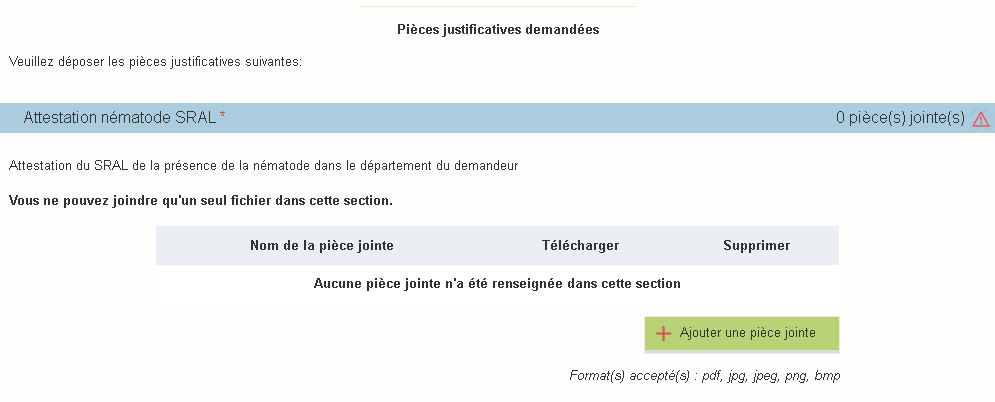 Pièces justificatives demandées
Veuillez déposer les pièces justificatives suivantes:
Attestation nématode SRAL * 0 pièce(s) jointe(s)
Attestation du SRAL de la présence de la nématode dans le département du demandeur
Vous ne pouvez joindre qu'un seul fichier dans cette section.
Nom de la pièce jointe Télécharger Supprimer
Aucune pièce jointe n'a été renseignée dans cette section
Ajouter une pièce jointe
Format(s) accepté(s) : pdf, jpg, jpeg, png, bmp